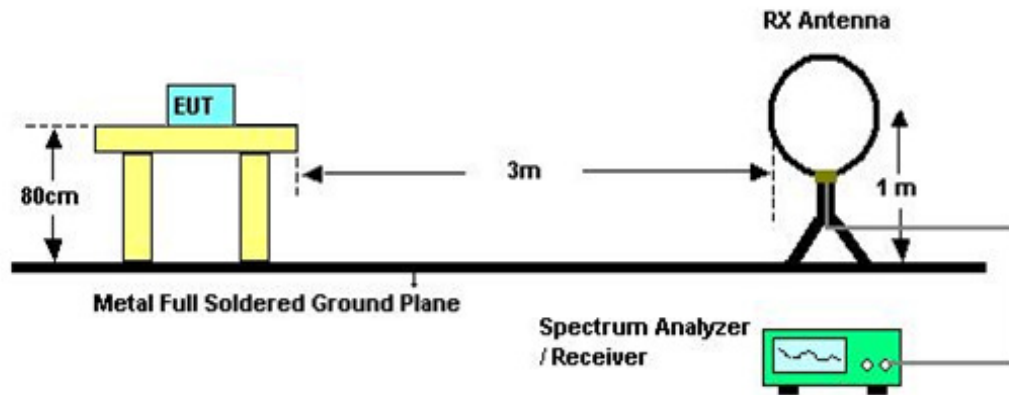 RX Antenna
EUT
80cm
3m
1 m
Metal Full Soldered Ground Plane
Spectrum Analyzer
/ Receiver